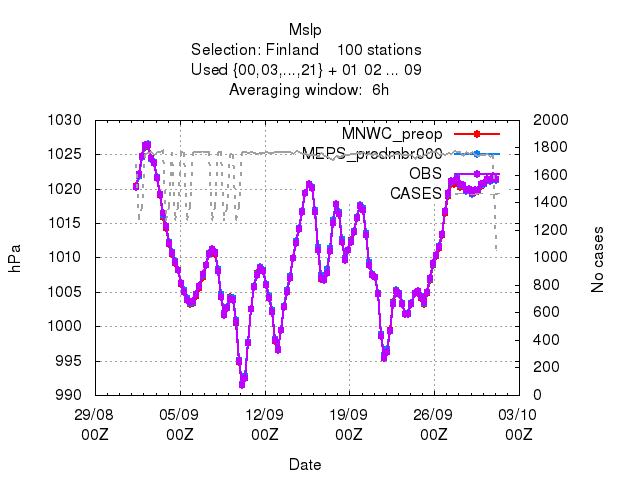 Mslp
Selection: Finland    100 stations
Used {00,03,...,21} + 01 02 ... 09
Averaging window:  6h
1030 2000
MNWC_preop
1025 1800
MEPS_prodmbr000
OBS
1020 1600
CASES
1400
1015 1200
1010 1000
1005 800
1000 600
400
995 200
990 0
hPa
No cases
29/08 05/09 12/09 19/09 26/09 03/10
00Z 00Z 00Z 00Z 00Z 00Z
Date